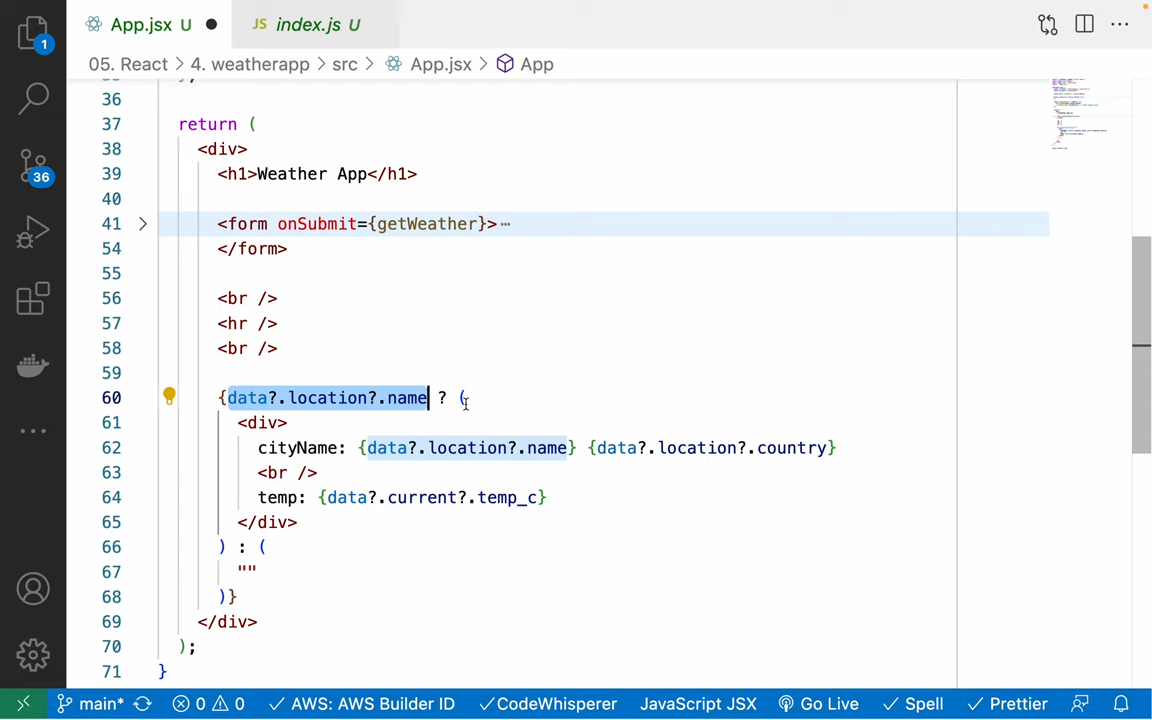 App.jsx U
JS index.js U
1
05. React > 4. weatherapp > src > App.jsx > App
36
37 return (
38 <div>
39 <h1>Weather App</h1>
40
41 <form onSubmit={getWeather}>⋯
54 </form>
55
56 <br />
57 <hr />
58 <br />
59
60 {data?.location?.name ? (
61 <div>
62 cityName: {data?.location?.name} {data?.location?.country}
63 <br />
64 temp: {data?.current?.temp_c}
65 </div>
66 ) : (
67 ""
68 )}
69 </div>
70 );
71 }
36
main* 0 0 AWS: AWS Builder ID CodeWhisperer JavaScript JSX Go Live Spell Prettier